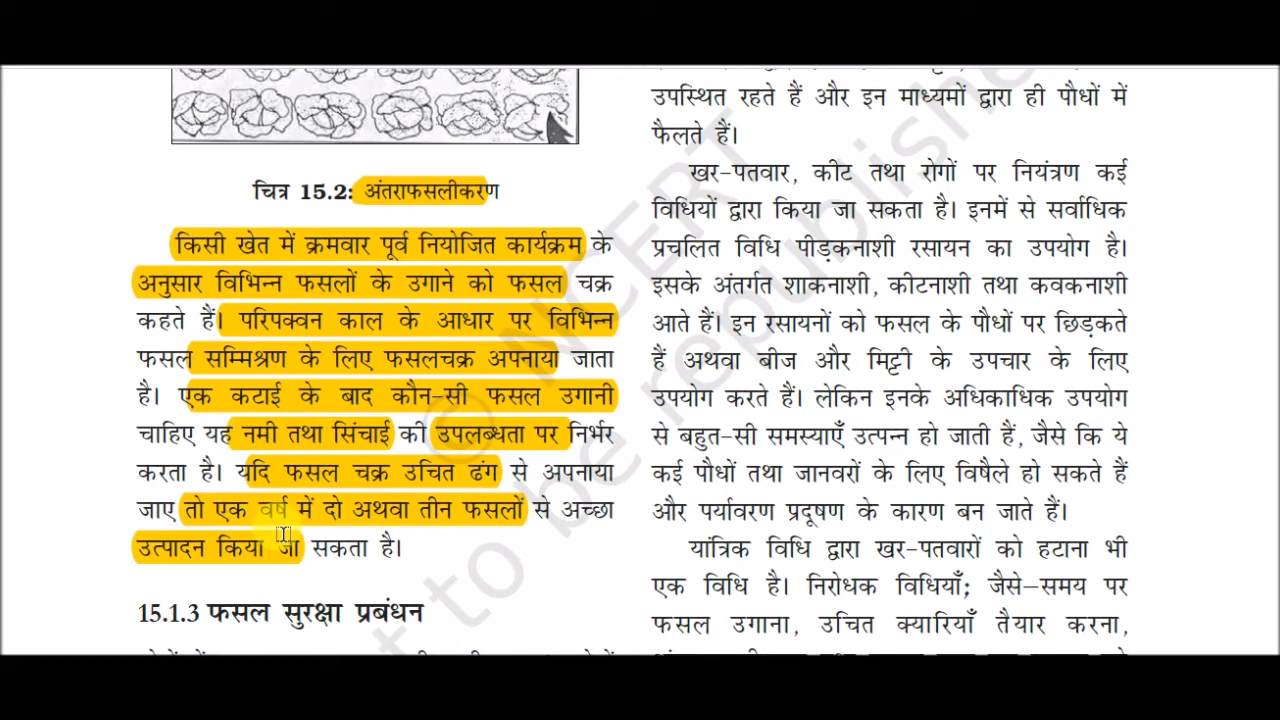 चित्र 15.2: अंतराफसलीकरण
किसी खेत में क्रमवार पूर्व नियोजित कार्यक्रम के
अनुसार विभिन्न फसलों के उगाने को फसल चक्र
कहते हैं। परिपक्वन काल के आधार पर विभिन्न
फसल सम्मिश्रण के लिए फसलचक्र अपनाया जाता
है। एक कटाई के बाद कौन-सी फसल उगानी
चाहिए यह नमी तथा सिंचाई की उपलब्धता पर निर्भर
करता है। यदि फसल चक्र उचित ढंग से अपनाया
जाए तो एक वर्ष में दो अथवा तीन फसलों से अच्छा
उत्पादन किया जा सकता है।
15.1.3 फसल सुरक्षा प्रबंधन
उपस्थित रहते हैं और इन माध्यमों द्वारा ही पौधों में
फैलते हैं।
खर-पतवार, कीट तथा रोगों पर नियंत्रण कई
विधियों द्वारा किया जा सकता है। इनमें से सर्वाधिक
प्रचलित विधि पीड़कनाशी रसायन का उपयोग है।
इसके अंतर्गत शाकनाशी, कीटनाशी तथा कवकनाशी
आते हैं। इन रसायनों को फसल के पौधों पर छिड़कते
हैं अथवा बीज और मिट्टी के उपचार के लिए
उपयोग करते हैं। लेकिन इनके अधिकाधिक उपयोग
से बहुत-सी समस्याएँ उत्पन्न हो जाती हैं, जैसे कि ये
कई पौधों तथा जानवरों के लिए विषैले हो सकते हैं
और पर्यावरण प्रदूषण के कारण बन जाते हैं।
यांत्रिक विधि द्वारा खर-पतवारों को हटाना भी
एक विधि है। निरोधक विधियाँ; जैसे–समय पर
फसल उगाना, उचित क्यारियाँ तैयार करना,
© NCERT
to be republishe